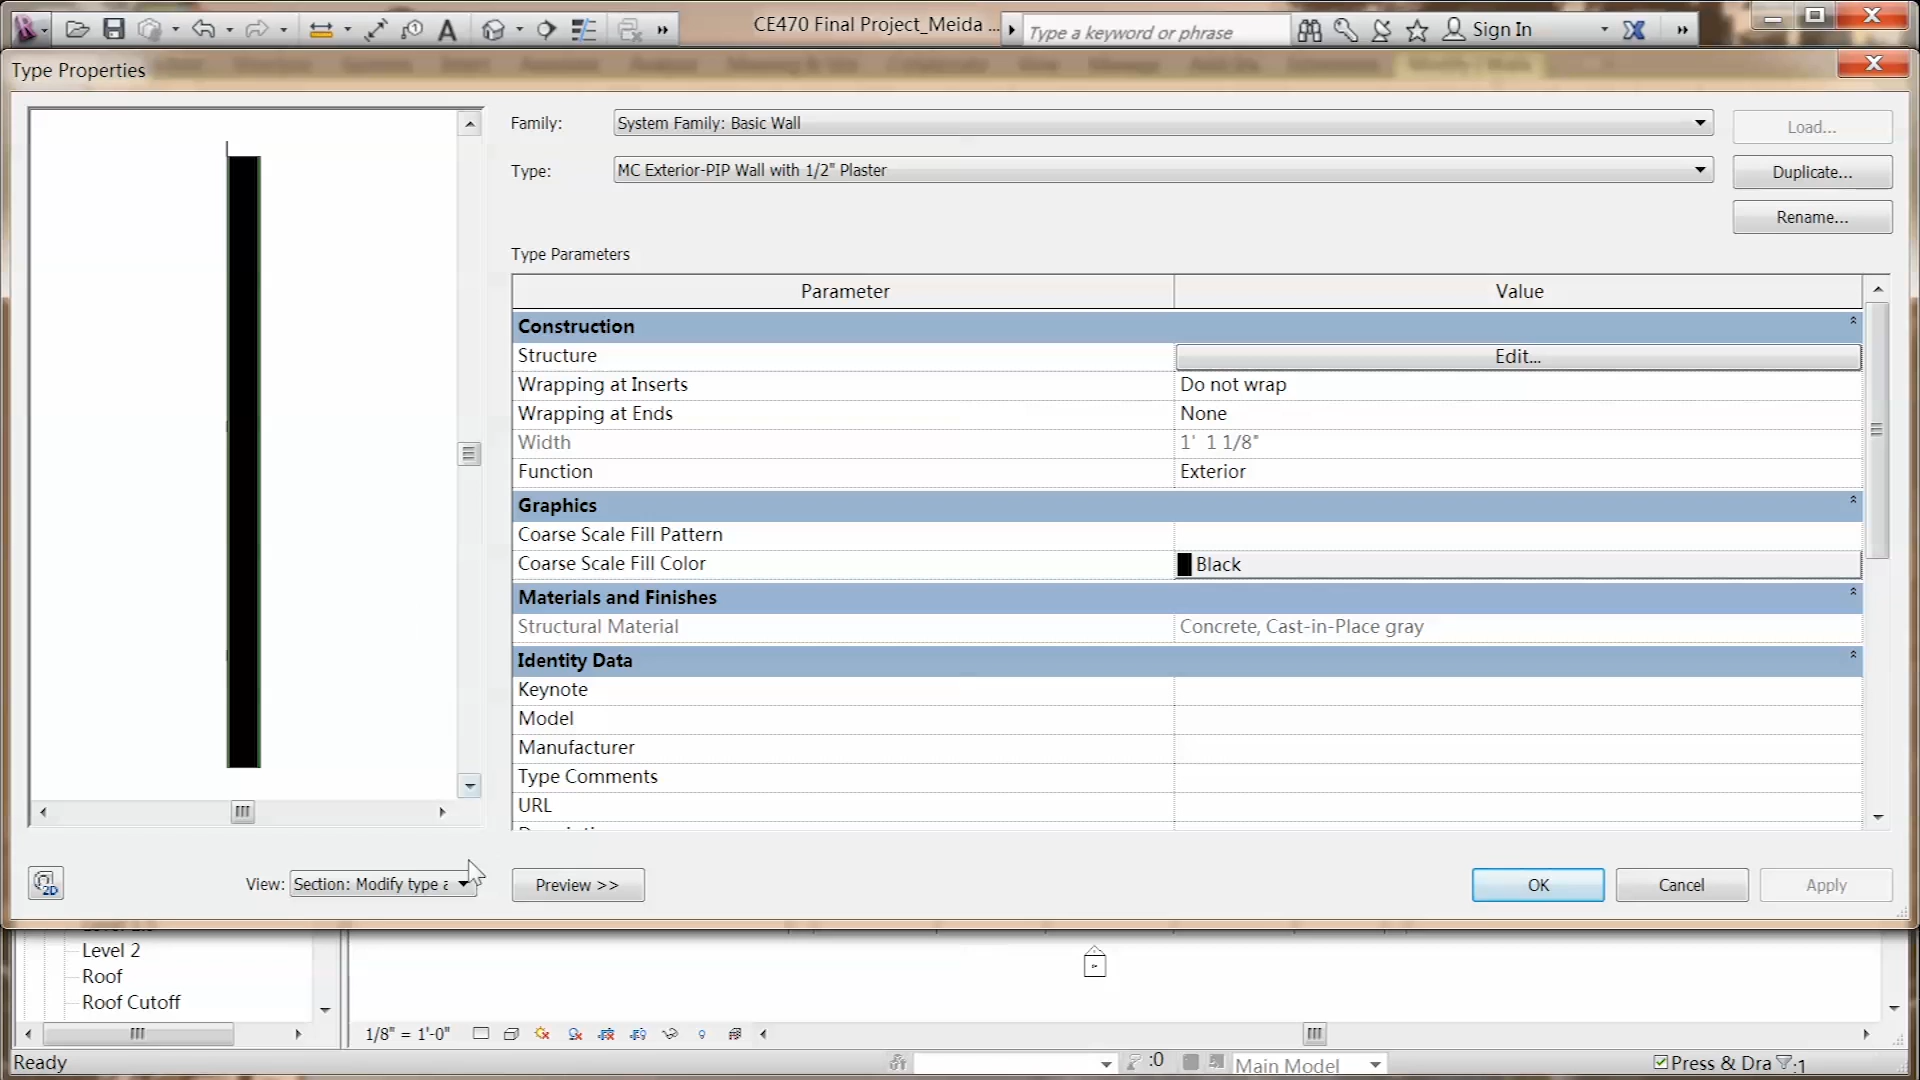 CE470 Final Project_Meida ...
Type a keyword or phrase
Sign In
Type Properties
Family:
System Family: Basic Wall
Load...
Type:
MC Exterior-PIP Wall with 1/2" Plaster
Duplicate...
Rename...
Type Parameters
Parameter
Value
Construction
Structure
Edit...
Wrapping at Inserts
Do not wrap
Wrapping at Ends
None
Width
1' 1 1/8"
Function
Exterior
Graphics
Coarse Scale Fill Pattern
Coarse Scale Fill Color
Black
Materials and Finishes
Structural Material
Concrete, Cast-in-Place gray
Identity Data
Keynote
Model
Manufacturer
Type Comments
URL
2D
View:
Section: Modify type a
Preview >>
OK
Cancel
Apply
Level 2
Roof
Roof Cutoff
1/8" = 1'-0"
Ready
:0
Main Model
Press & Dra
:1